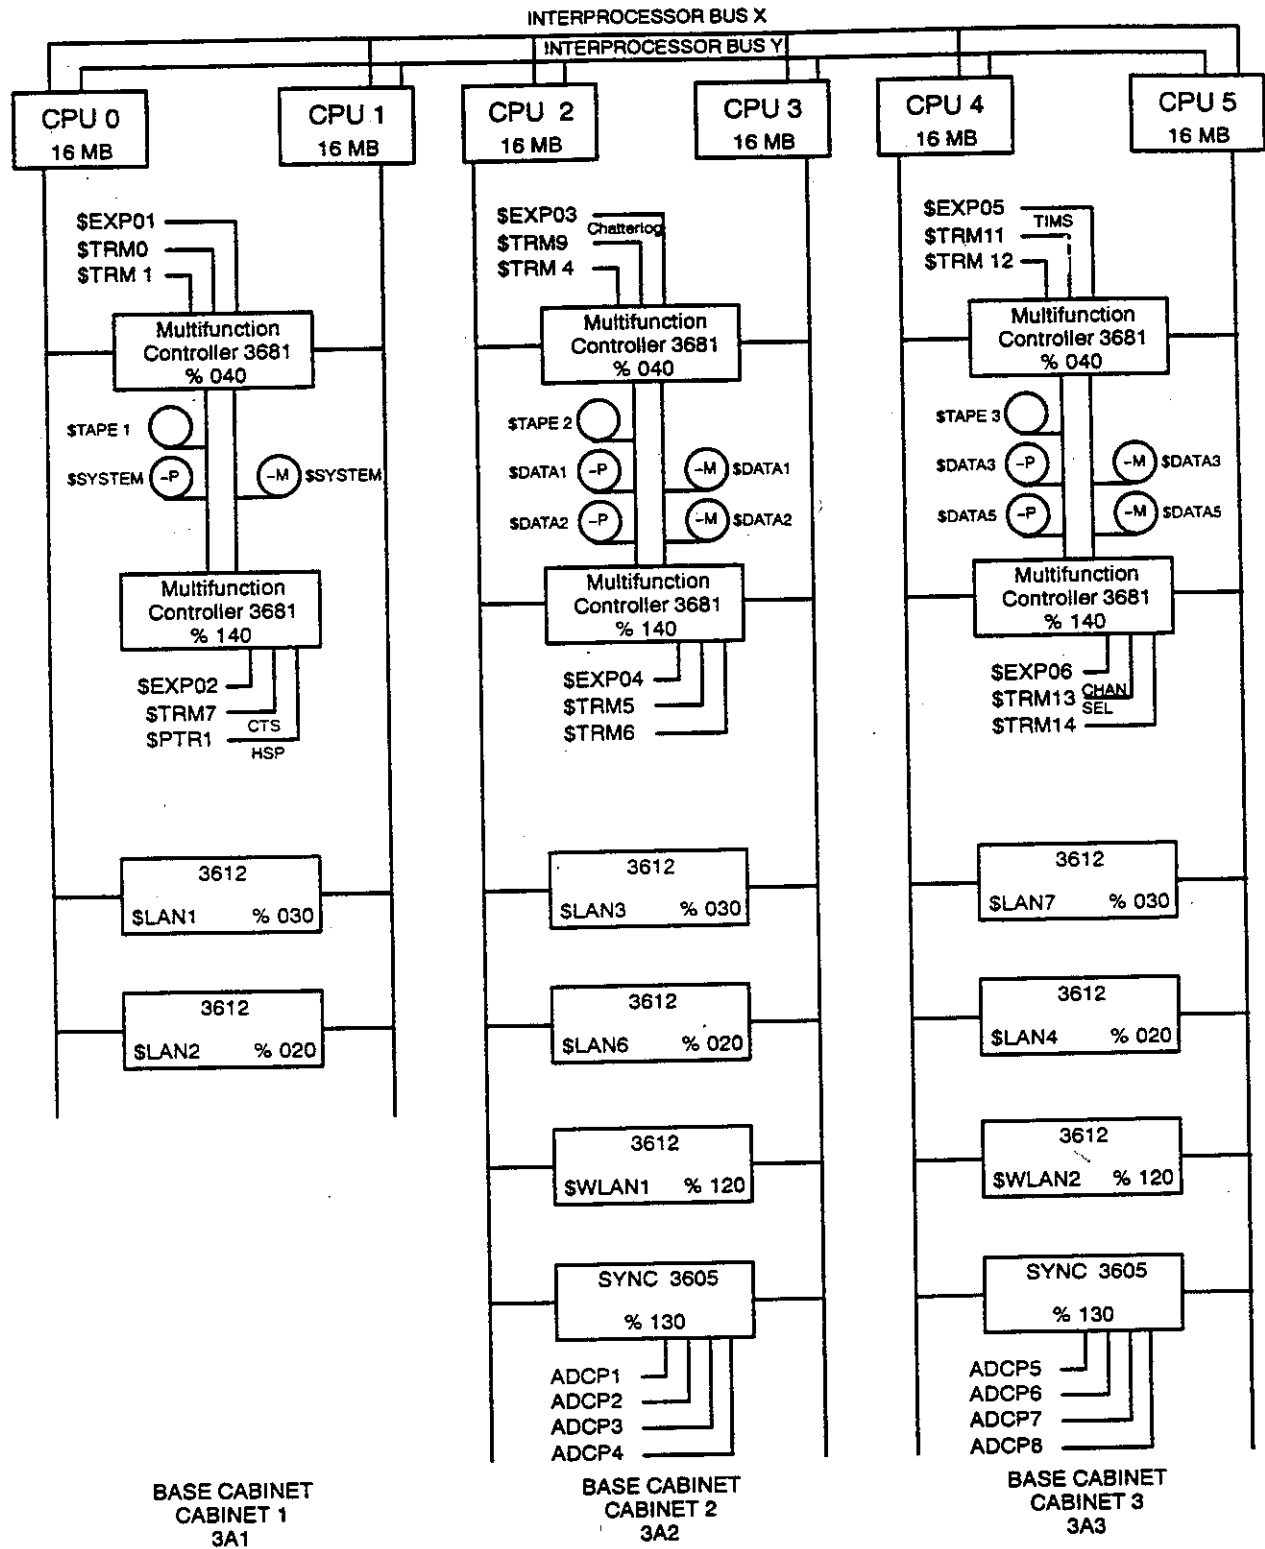 INTERPROCESSOR BUS X
INTERPROCESSOR BUS Y
CPU 0
16 MB
CPU 1
16 MB
CPU 2
16 MB
CPU 3
16 MB
CPU 4
16 MB
CPU 5
16 MB
$EXP01
$TRM0
$TRM 1
Multifunction
Controller 3681
% 040
$TAPE 1
$SYSTEM
-P
-M
$SYSTEM
Multifunction
Controller 3681
% 140
$EXP02
$TRM7
CTS
$PTR1
HSP
3612
$LAN1 % 030
3612
$LAN2 % 020
BASE CABINET
CABINET 1
3A1
$EXP03
Chatterlog
$TRM9
$TRM 4
Multifunction
Controller 3681
% 040
$TAPE 2
$DATA1
-P
-M
$DATA1
$DATA2
-P
-M
$DATA2
Multifunction
Controller 3681
% 140
$EXP04
$TRM5
$TRM6
3612
$LAN3 % 030
3612
$LAN6 % 020
3612
$WLAN1 % 120
SYNC 3605
% 130
ADCP1
ADCP2
ADCP3
ADCP4
BASE CABINET
CABINET 2
3A2
$EXP05
TIMS
$TRM11
$TRM 12
Multifunction
Controller 3681
% 040
$TAPE 3
$DATA3
-P
-M
$DATA3
$DATA5
-P
-M
$DATA5
Multifunction
Controller 3681
% 140
$EXP06
$TRM13
CHAN
SEL
$TRM14
3612
$LAN7 % 030
3612
$LAN4 % 020
3612
$WLAN2 % 120
SYNC 3605
% 130
ADCP5
ADCP6
ADCP7
ADCP8
BASE CABINET
CABINET 3
3A3